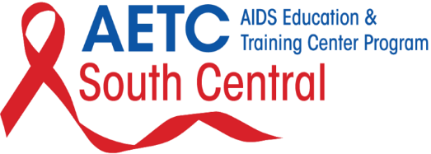 AETC AIDS Education &
Training Center Program
South Central